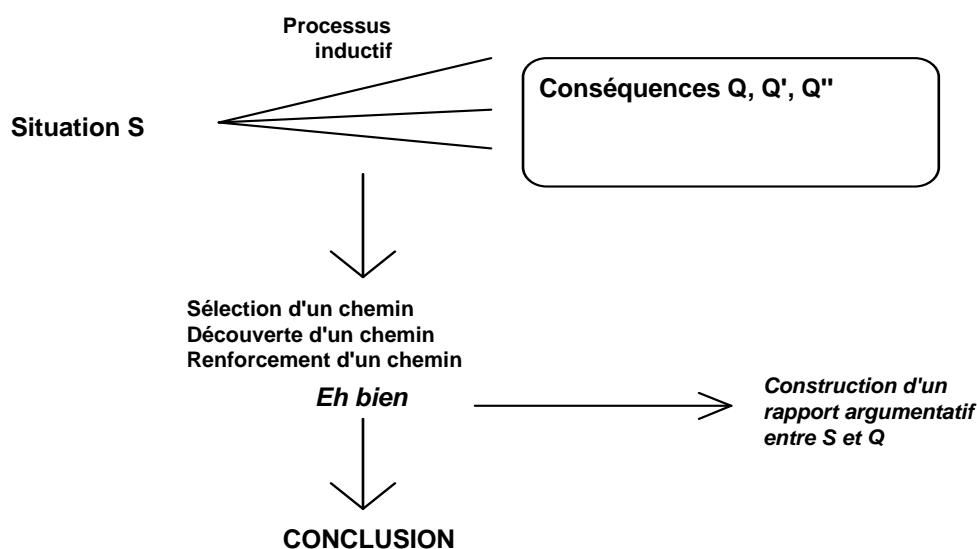 Processus
inductif
Situation S
Conséquences Q, Q', Q"
Sélection d'un chemin
Découverte d'un chemin
Renforcement d'un chemin
Eh bien
Construction d'un
rapport argumentatif
entre S et Q
CONCLUSION